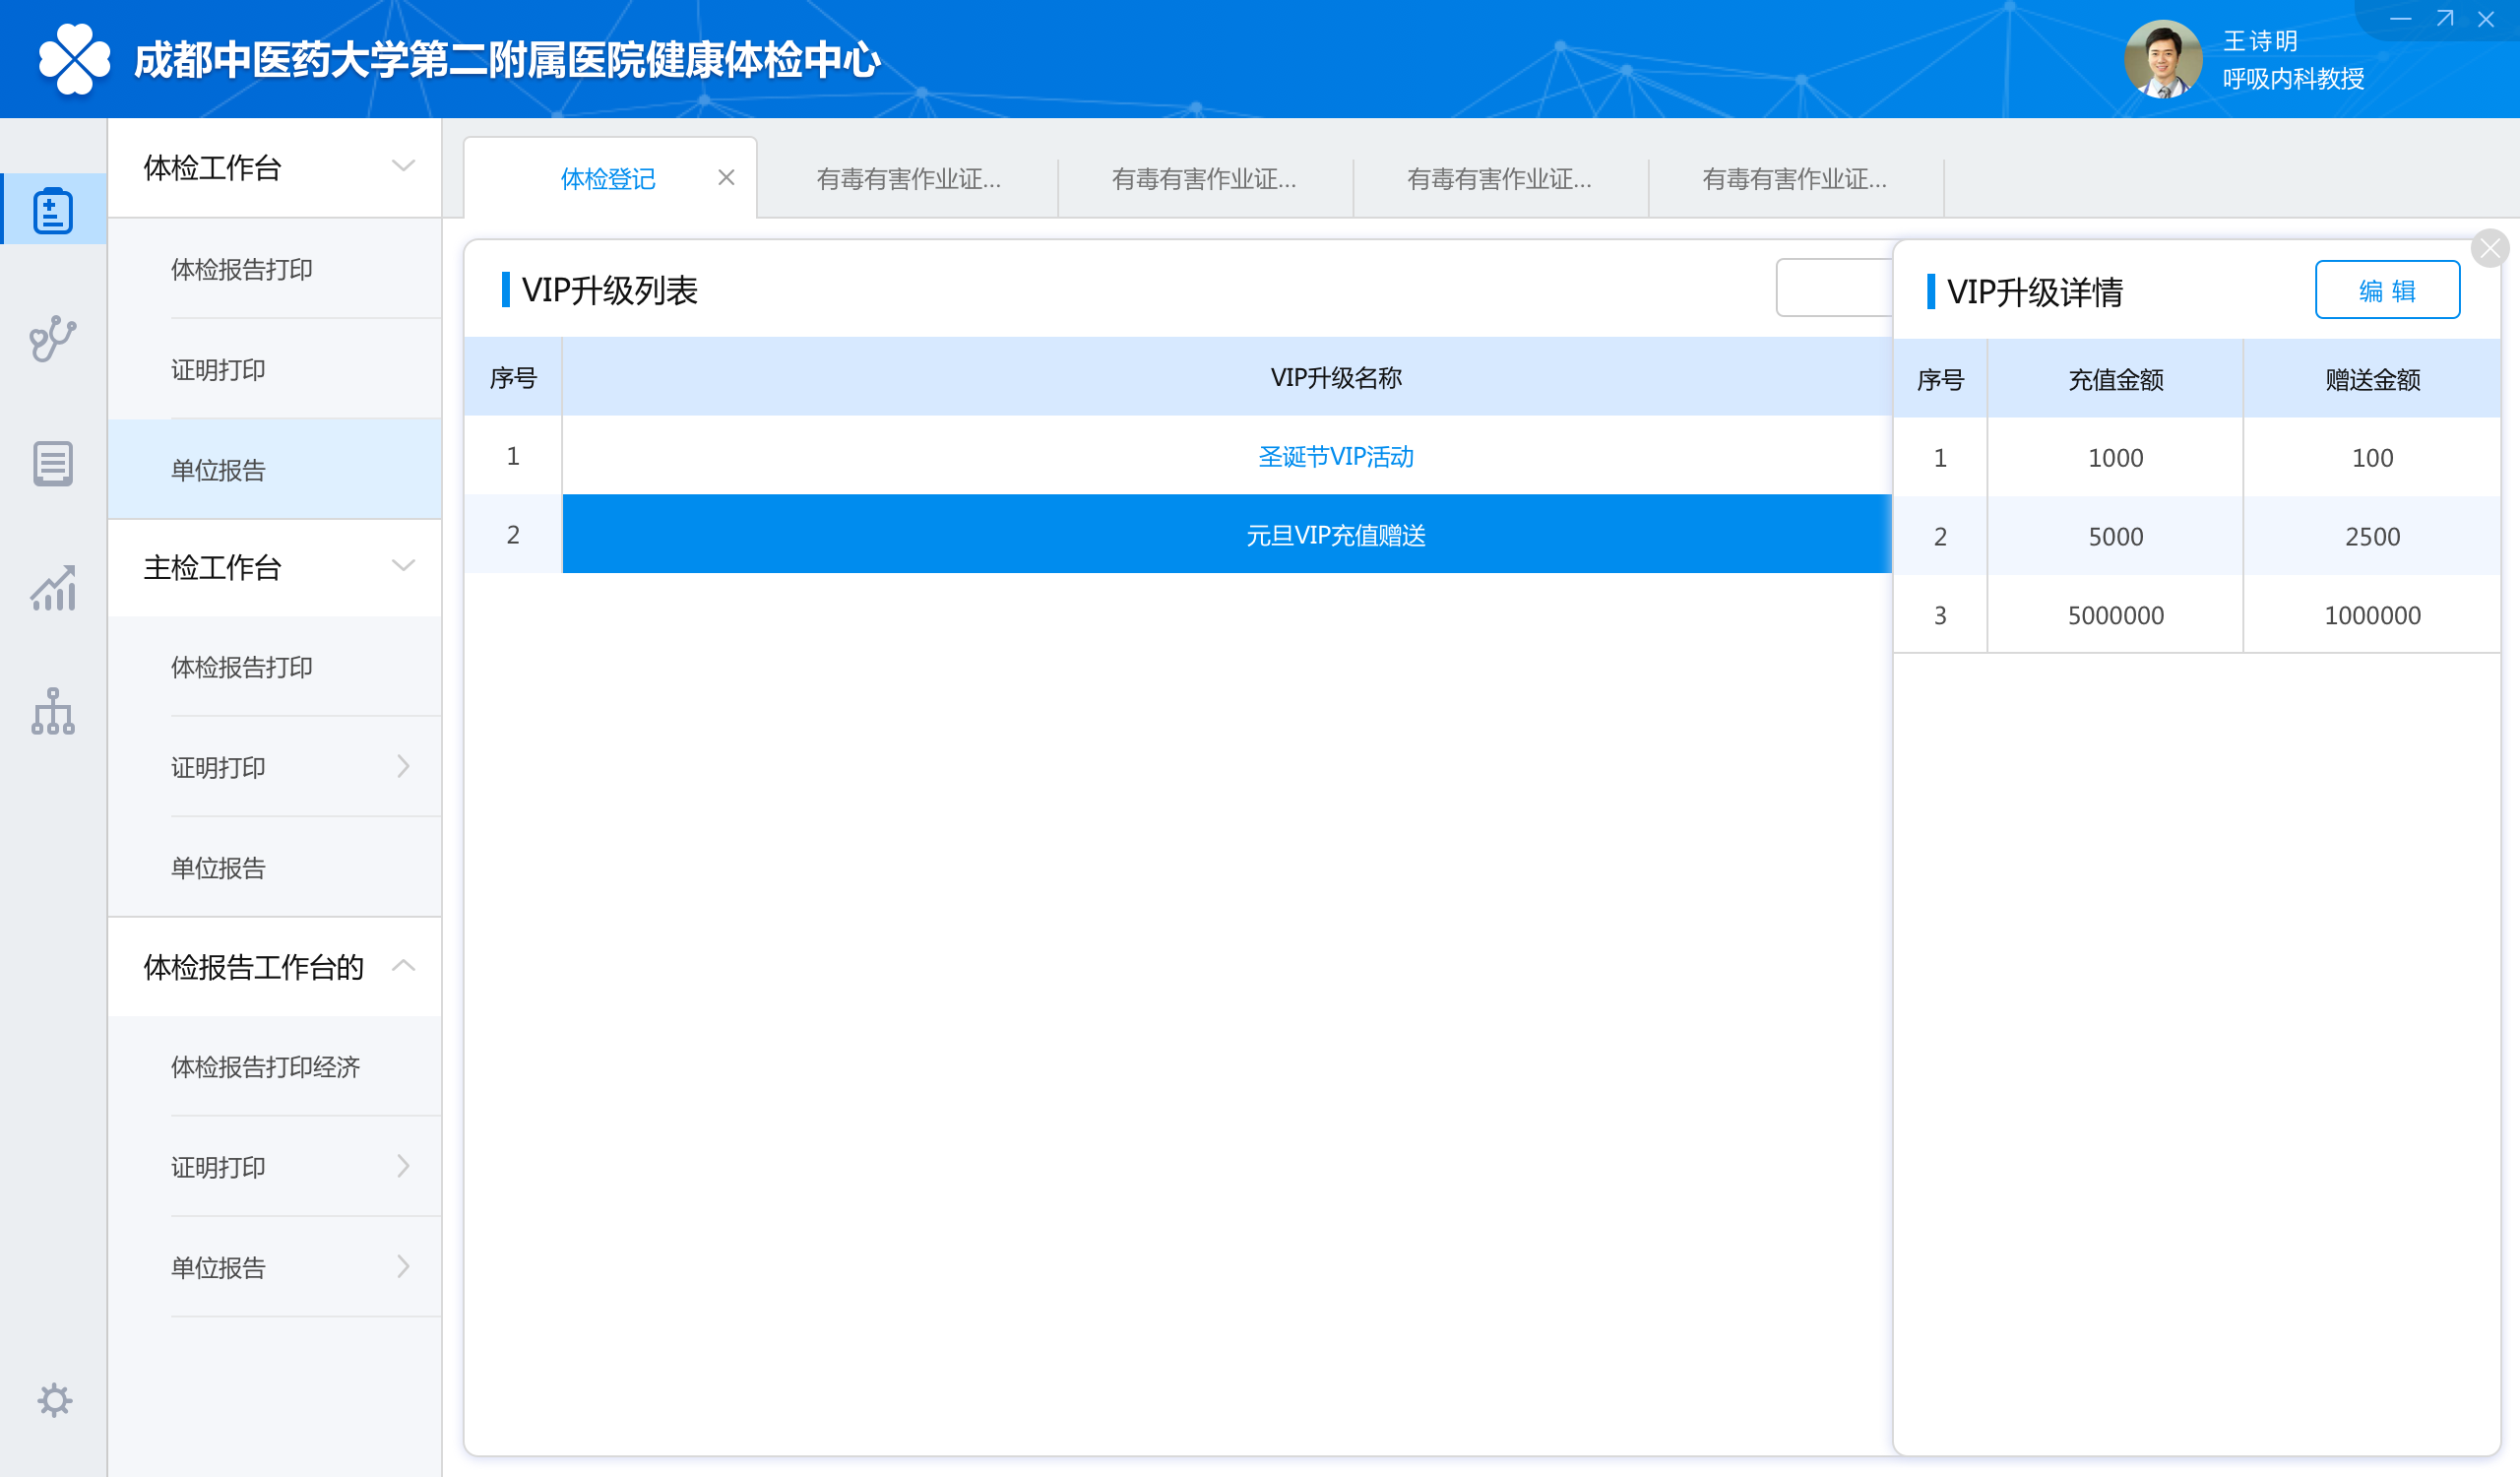 成都中医药大学第二附属医院健康体检中心
王诗明
呼吸内科教授
体检工作台
体检报告打印
证明打印
单位报告
主检工作台
体检报告打印
证明打印
单位报告
体检报告工作台的
体检报告打印经济
证明打印
单位报告
体检登记
有毒有害作业证...
有毒有害作业证...
有毒有害作业证...
有毒有害作业证...
VIP升级列表
序号 VIP升级名称
1 圣诞节VIP活动
2 元旦VIP充值赠送
VIP升级详情
编 辑
序号 充值金额 赠送金额
1 1000 100
2 5000 2500
3 5000000 1000000